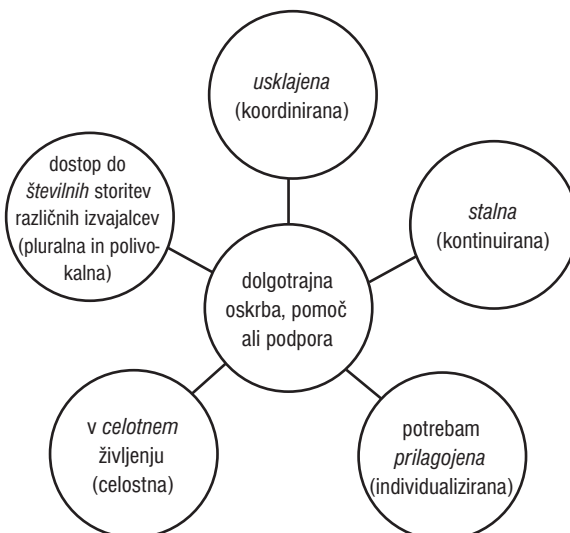 usklajena
(koordinirana)
dostop do
številnih storitev
različnih izvajalcev
(pluralna in polivo-
kalna)
stalna
(kontinuirana)
dolgotrajna
oskrba, pomoč
ali podpora
v celotnem
življenju
(celostna)
potrebam
prilagojena
(individualizirana)